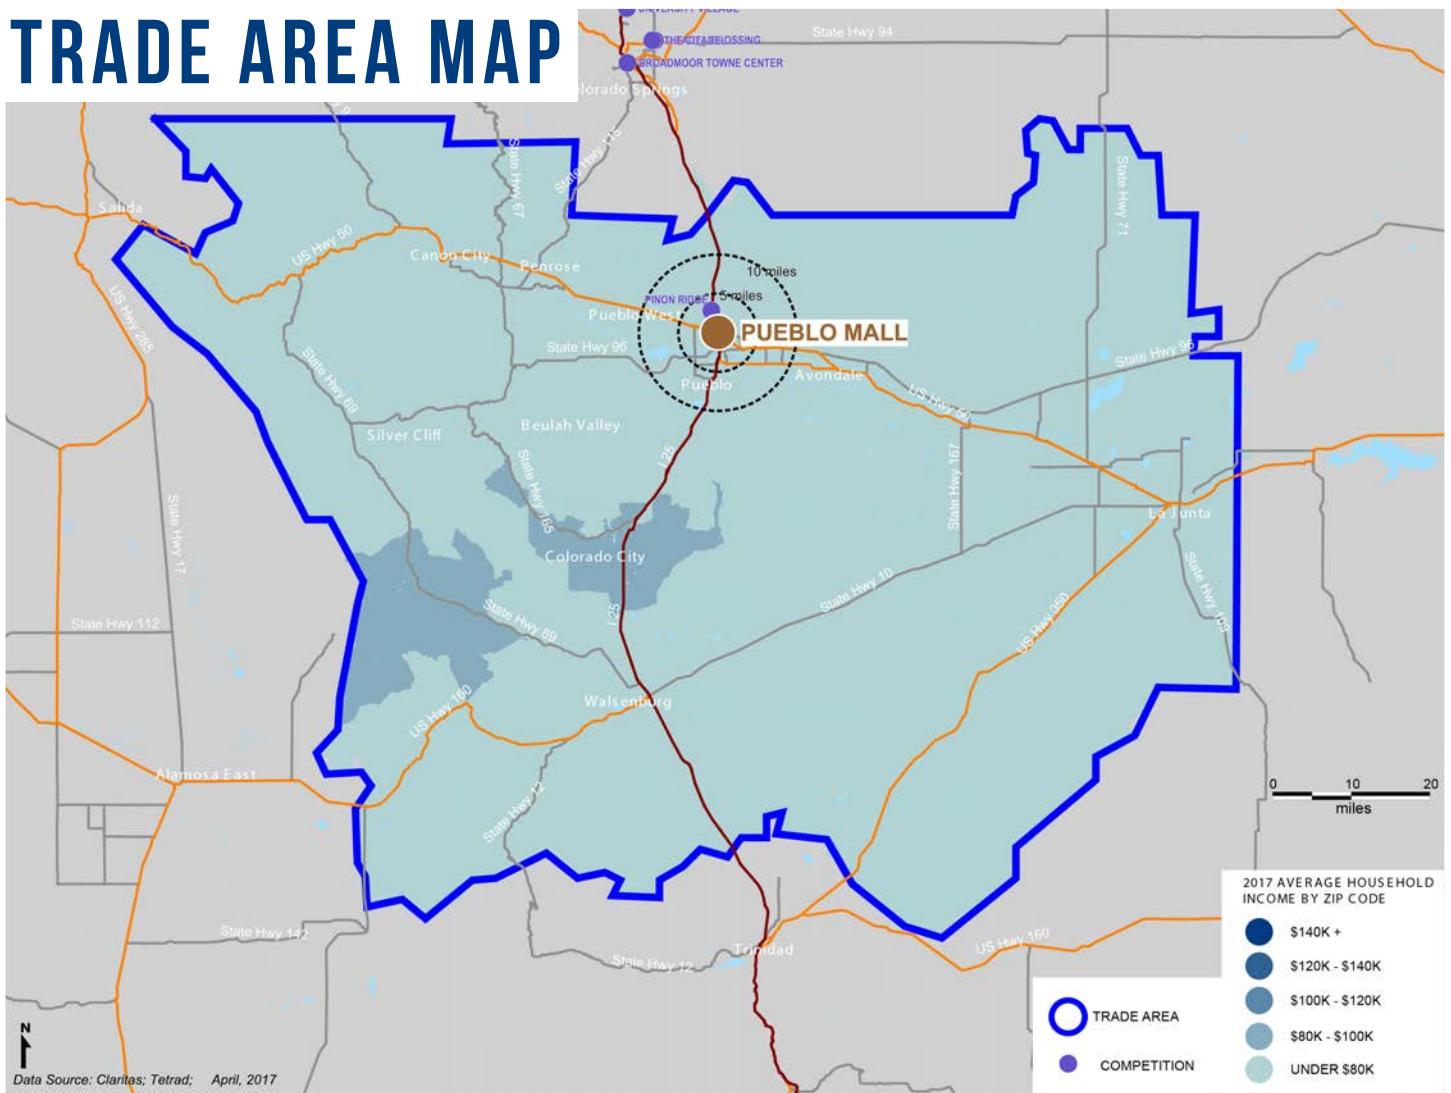 TRADE AREA MAP
UNIVERSITY VILLAGE
BROADMOOR TOWNE CENTER
State Hwy 94
Colorado Springs
State Hwy 115
State Hwy 67
State Hwy 71
Salida
US Hwy 50
Canon City
Penrose
10 miles
5 miles
PINON RIDGE
Pueblo West
PUEBLO MALL
US Hwy 285
State Hwy 96
State Hwy 96
Pueblo
Avondale
US Hwy 50
State Hwy 69
Silver Cliff
Beulah Valley
I 25
State Hwy 167
State Hwy 165
State Hwy 17
La Junta
Colorado City
State Hwy 10
State Hwy 109
State Hwy 69
I 25
US Hwy 350
State Hwy 112
Walsenburg
US Hwy 160
Alamosa East
State Hwy 12
0 10 20
miles
State Hwy 142
Trinidad
State Hwy 12
US Hwy 160
2017 AVERAGE HOUSEHOLD
INCOME BY ZIP CODE
$140K +
$120K - $140K
$100K - $120K
$80K - $100K
UNDER $80K
TRADE AREA
COMPETITION
N
Data Source: Claritas; Tetrad; April, 2017